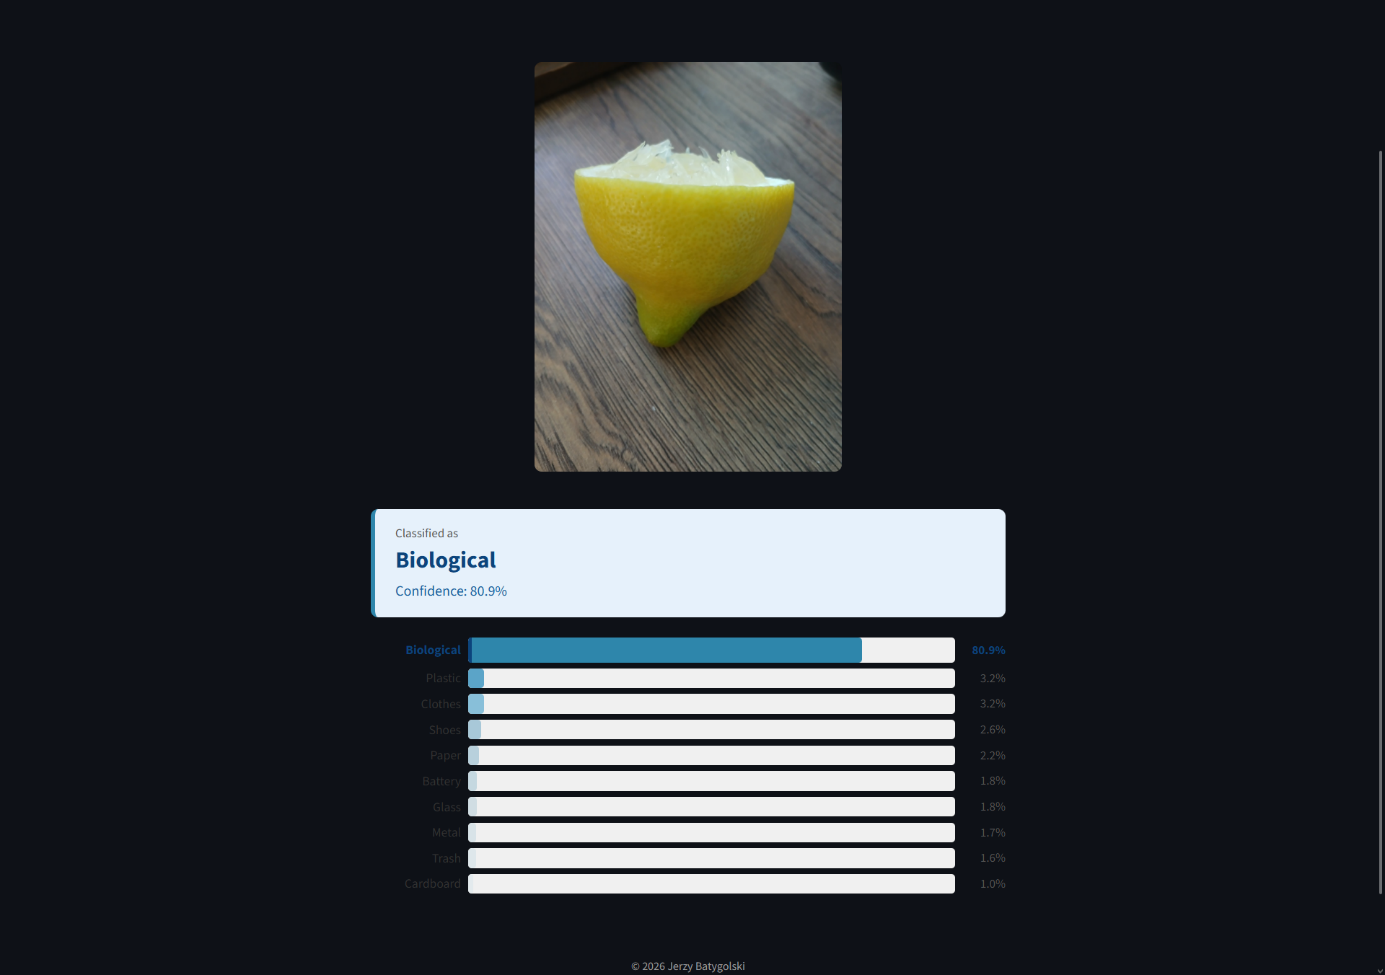 Classified as
Biological
Confidence: 80.9%
Biological 80.9%
Plastic 3.2%
Clothes 3.2%
Shoes 2.6%
Paper 2.2%
Battery 1.8%
Glass 1.8%
Metal 1.7%
Trash 1.6%
Cardboard 1.0%
© 2026 Jerzy Batygolski